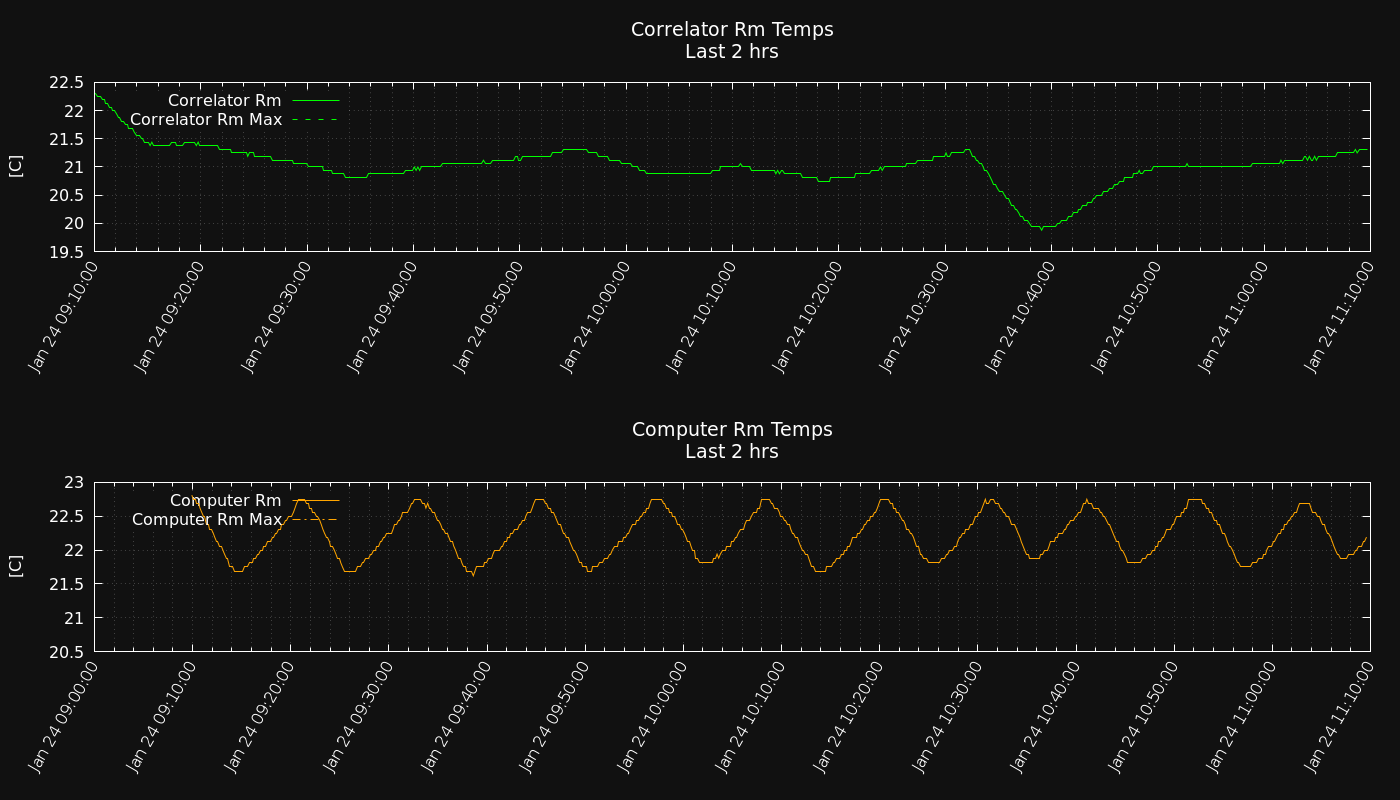 Correlator Rm Temps
Last 2 hrs
22.5
22
21.5
21
20.5
20
19.5
[C]
Correlator Rm
Correlator Rm Max
Jan 24 09:10:00
Jan 24 09:20:00
Jan 24 09:30:00
Jan 24 09:40:00
Jan 24 09:50:00
Jan 24 10:00:00
Jan 24 10:10:00
Jan 24 10:20:00
Jan 24 10:30:00
Jan 24 10:40:00
Jan 24 10:50:00
Jan 24 11:00:00
Jan 24 11:10:00
Computer Rm Temps
Last 2 hrs
23
22.5
22
21.5
21
20.5
[C]
Computer Rm
Computer Rm Max
Jan 24 09:00:00
Jan 24 09:10:00
Jan 24 09:20:00
Jan 24 09:30:00
Jan 24 09:40:00
Jan 24 09:50:00
Jan 24 10:00:00
Jan 24 10:10:00
Jan 24 10:20:00
Jan 24 10:30:00
Jan 24 10:40:00
Jan 24 10:50:00
Jan 24 11:00:00
Jan 24 11:10:00